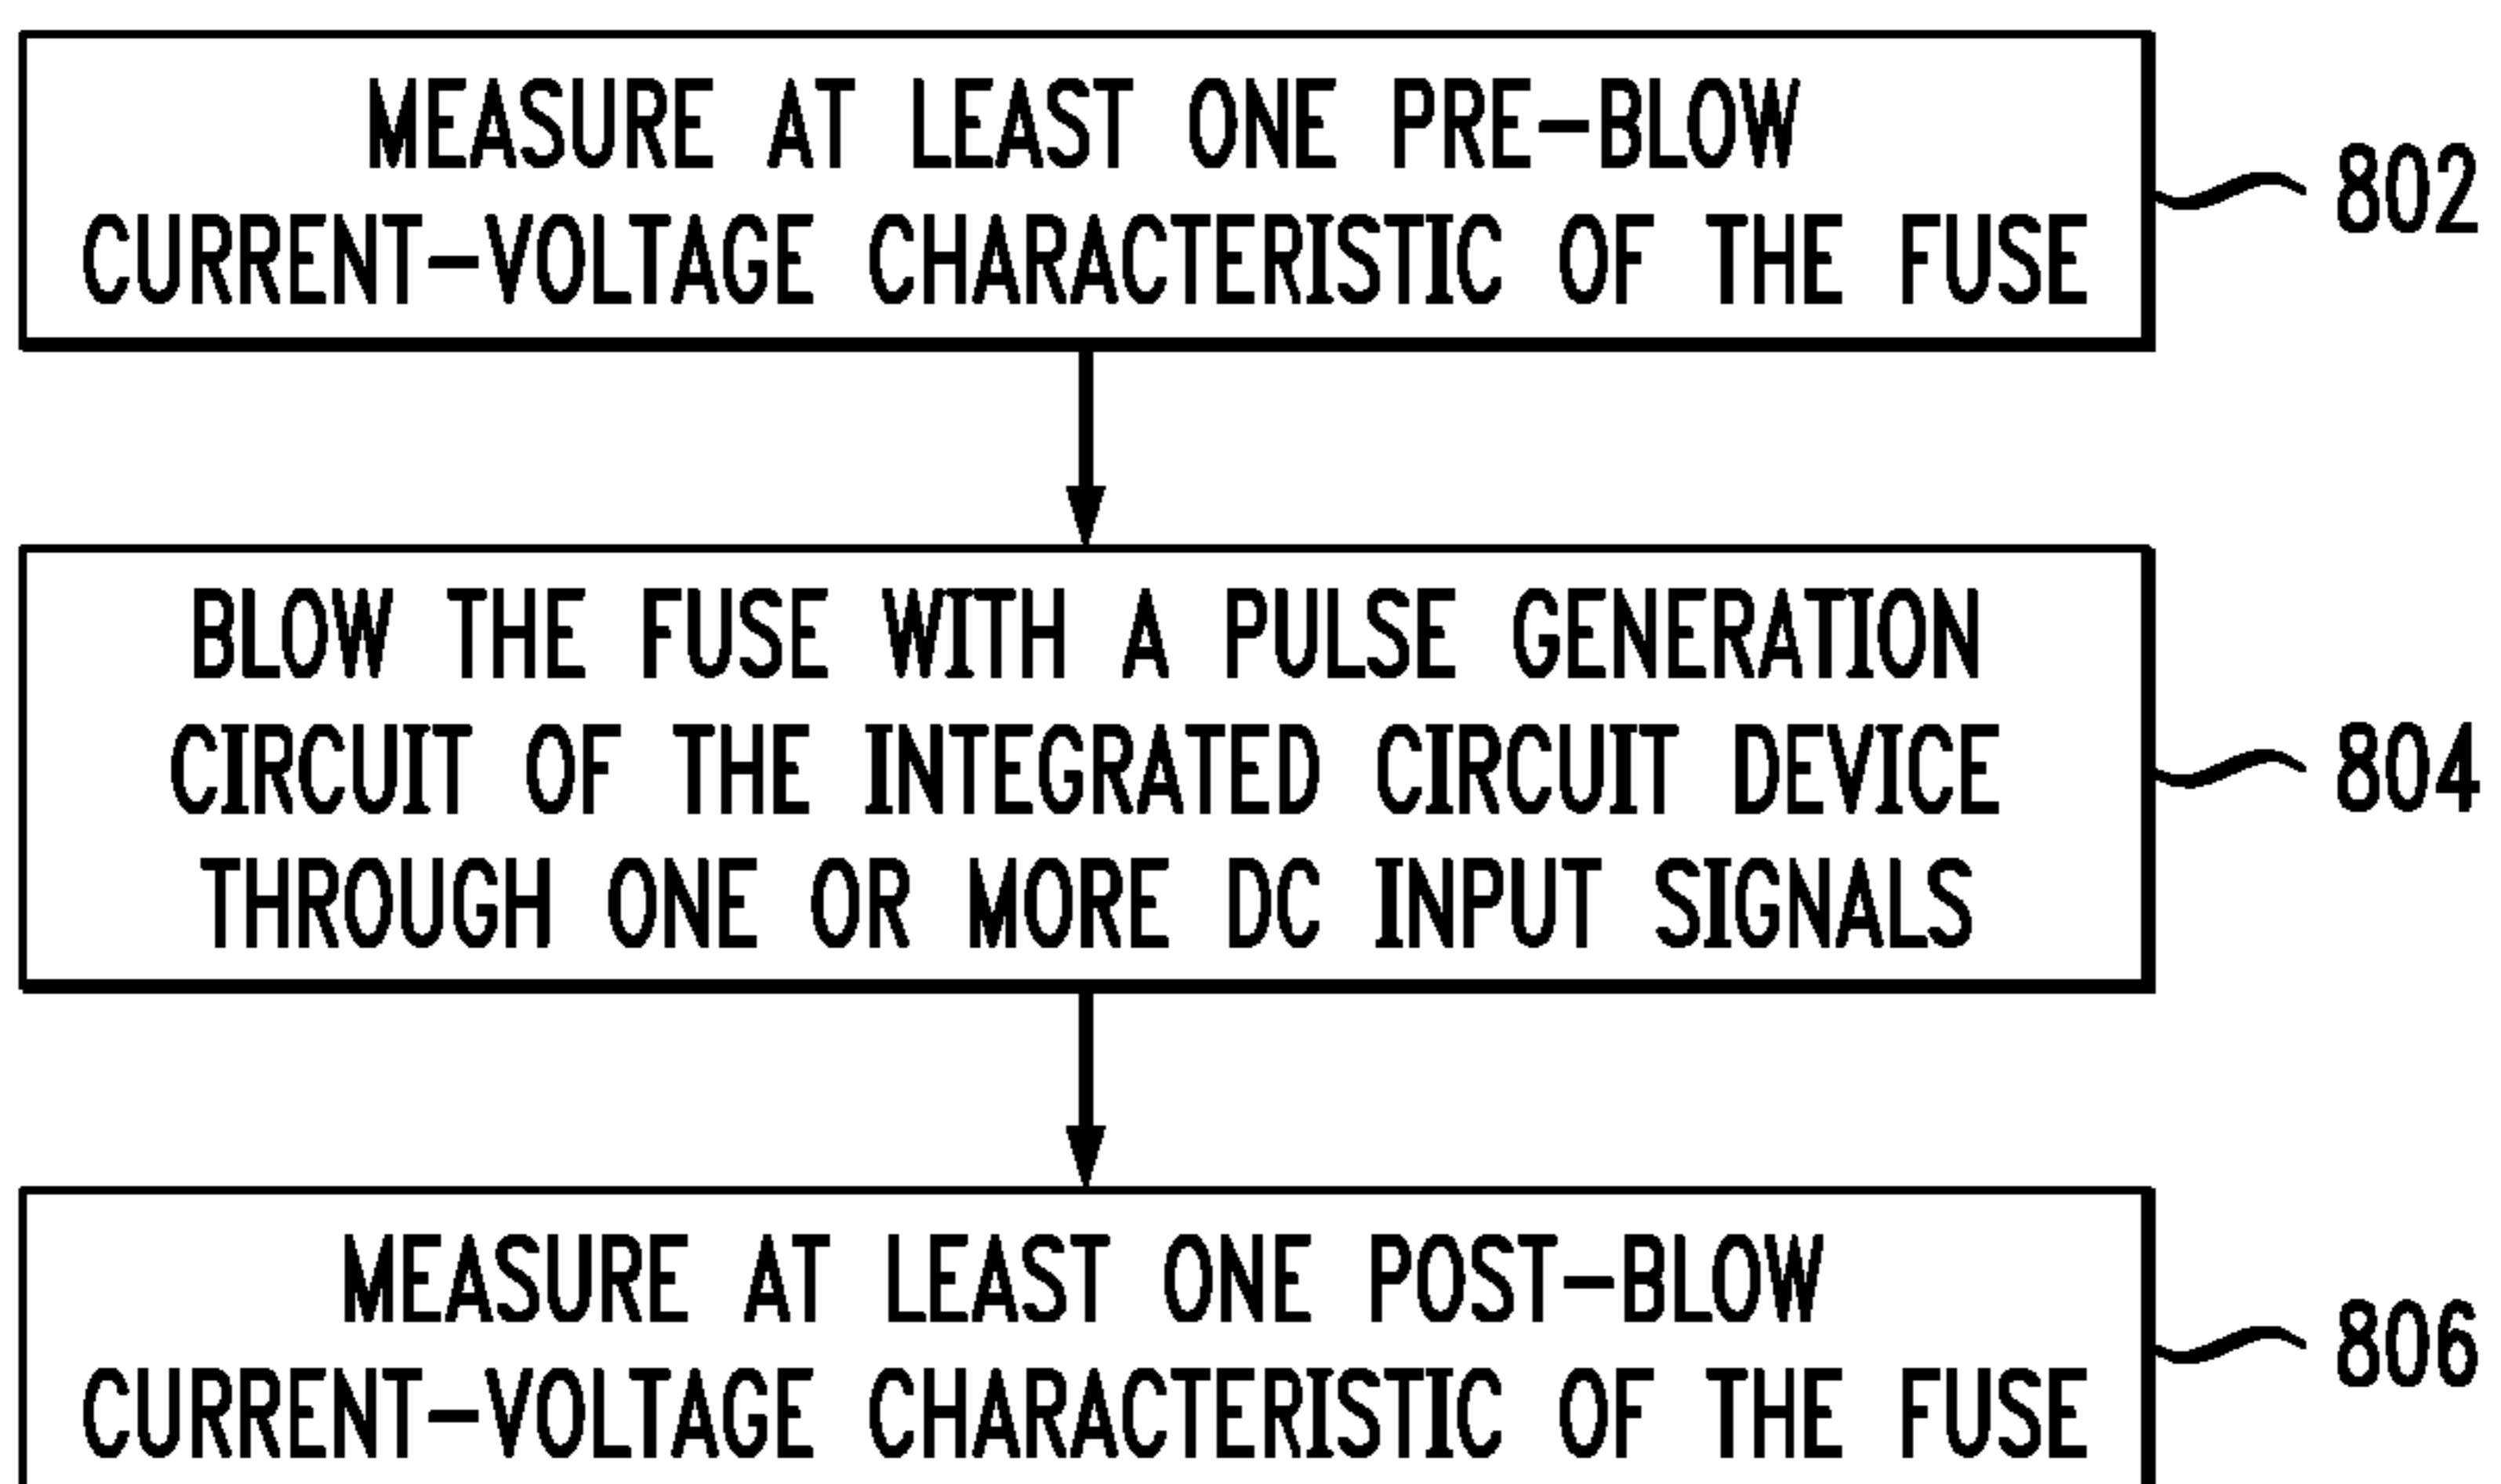 MEASURE AT LEAST ONE PRE-BLOW
CURRENT-VOLTAGE CHARACTERISTIC OF THE FUSE
802
BLOW THE FUSE WITH A PULSE GENERATION
CIRCUIT OF THE INTEGRATED CIRCUIT DEVICE
THROUGH ONE OR MORE DC INPUT SIGNALS
804
MEASURE AT LEAST ONE POST-BLOW
CURRENT-VOLTAGE CHARACTERISTIC OF THE FUSE
806